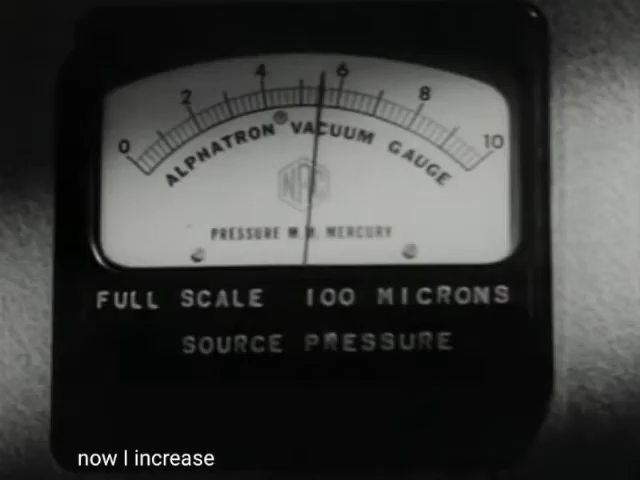 0 2 4 6 8 10
ALPHATRON® VACUUM GAUGE
NRC
PRESSURE M.M. MERCURY
FULL SCALE 100 MICRONS
SOURCE PRESSURE
now I increase